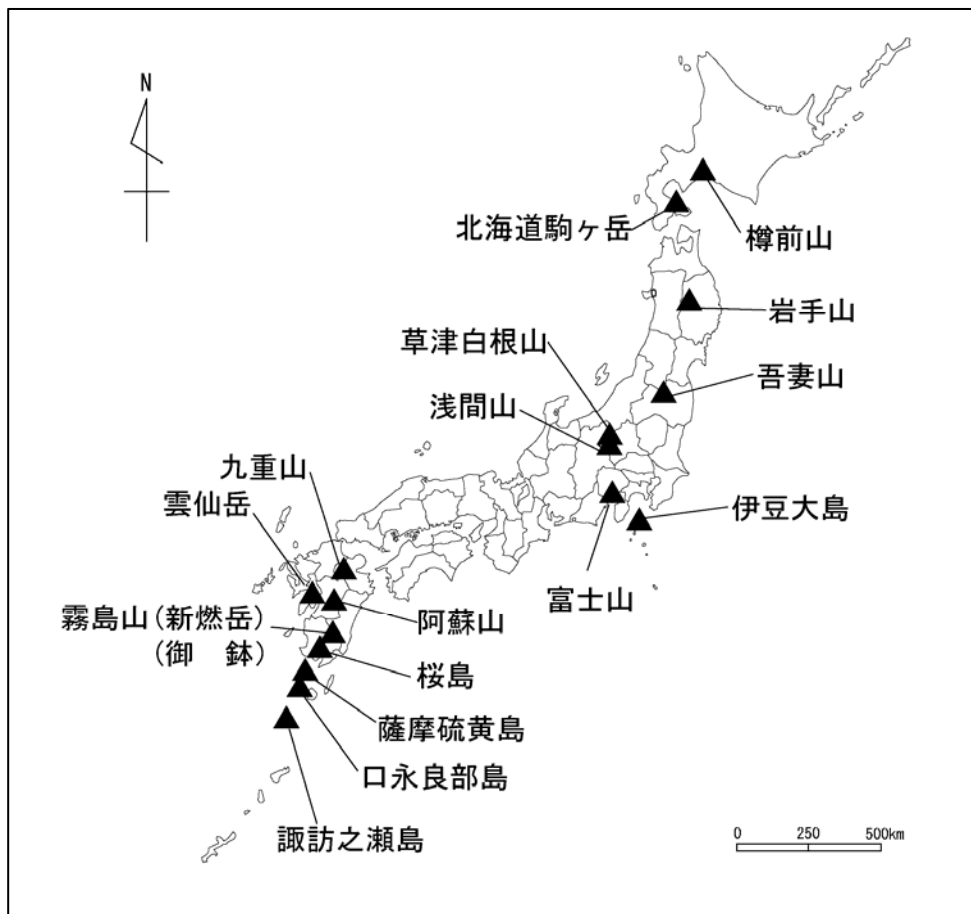 N
北海道駒ヶ岳
樽前山
岩手山
草津白根山
吾妻山
浅間山
九重山
雲仙岳
伊豆大島
富士山
霧島山(新燃岳)
(御　鉢)
阿蘇山
桜島
薩摩硫黄島
口永良部島
諏訪之瀬島
0 250 500km